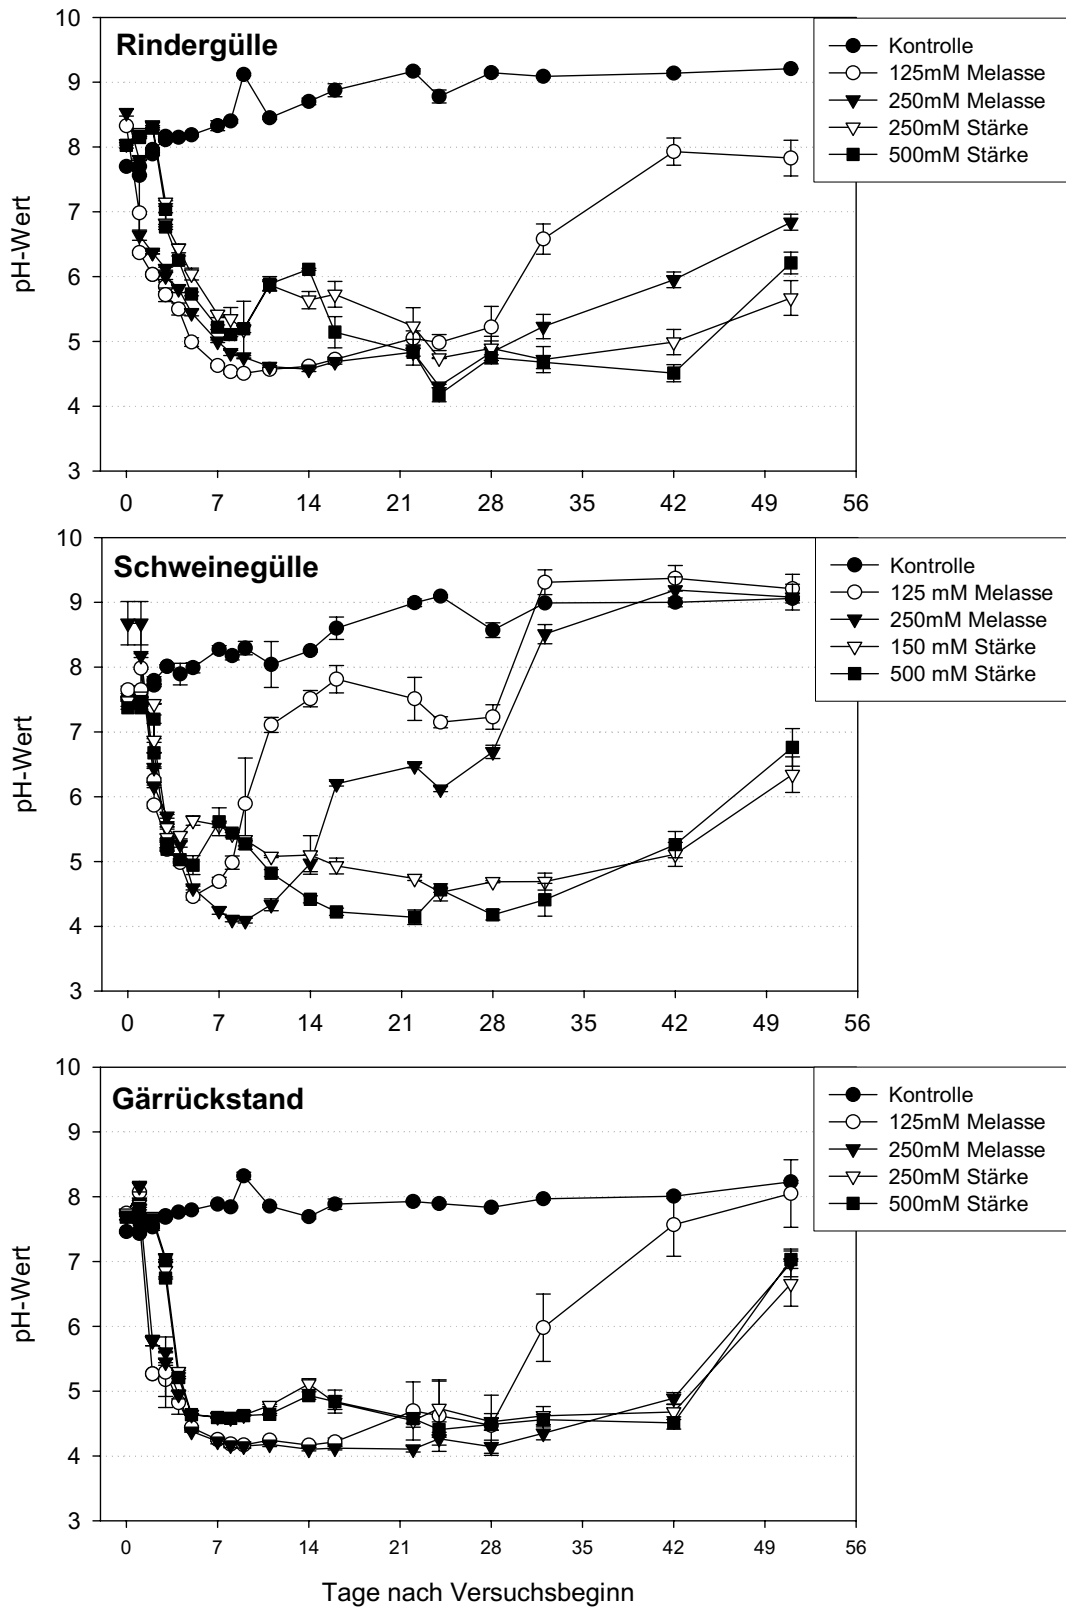 Rindergülle
Kontrolle
125mM Melasse
250mM Melasse
250mM Stärke
500mM Stärke
pH-Wert
10
9
8
7
6
5
4
3
0 7 14 21 28 35 42 49 56
Schweinegülle
Kontrolle
125 mM Melasse
250mM Melasse
150 mM Stärke
500 mM Stärke
pH-Wert
10
9
8
7
6
5
4
3
0 7 14 21 28 35 42 49 56
Gärrückstand
Kontrolle
125mM Melasse
250mM Melasse
250mM Stärke
500mM Stärke
pH-Wert
10
9
8
7
6
5
4
3
0 7 14 21 28 35 42 49 56
Tage nach Versuchsbeginn